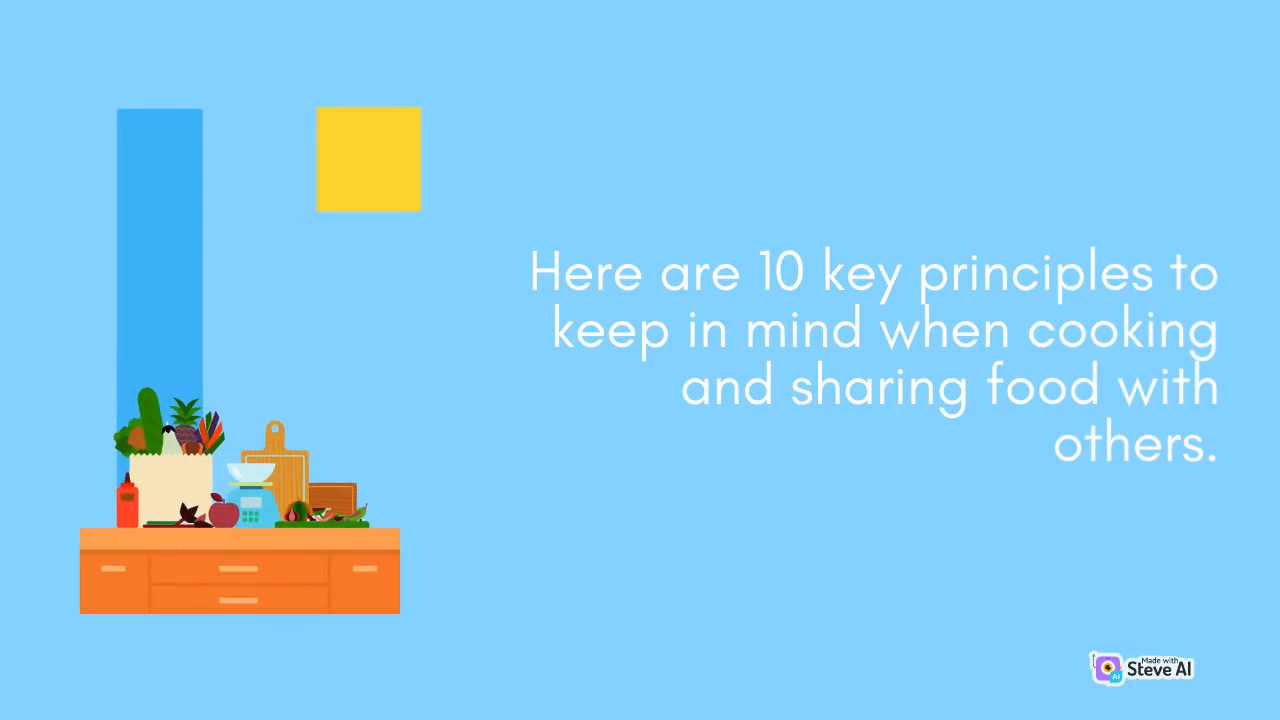 Here are 10 key principles to
keep in mind when cooking
and sharing food with
others.
Made with
Steve AI
AI